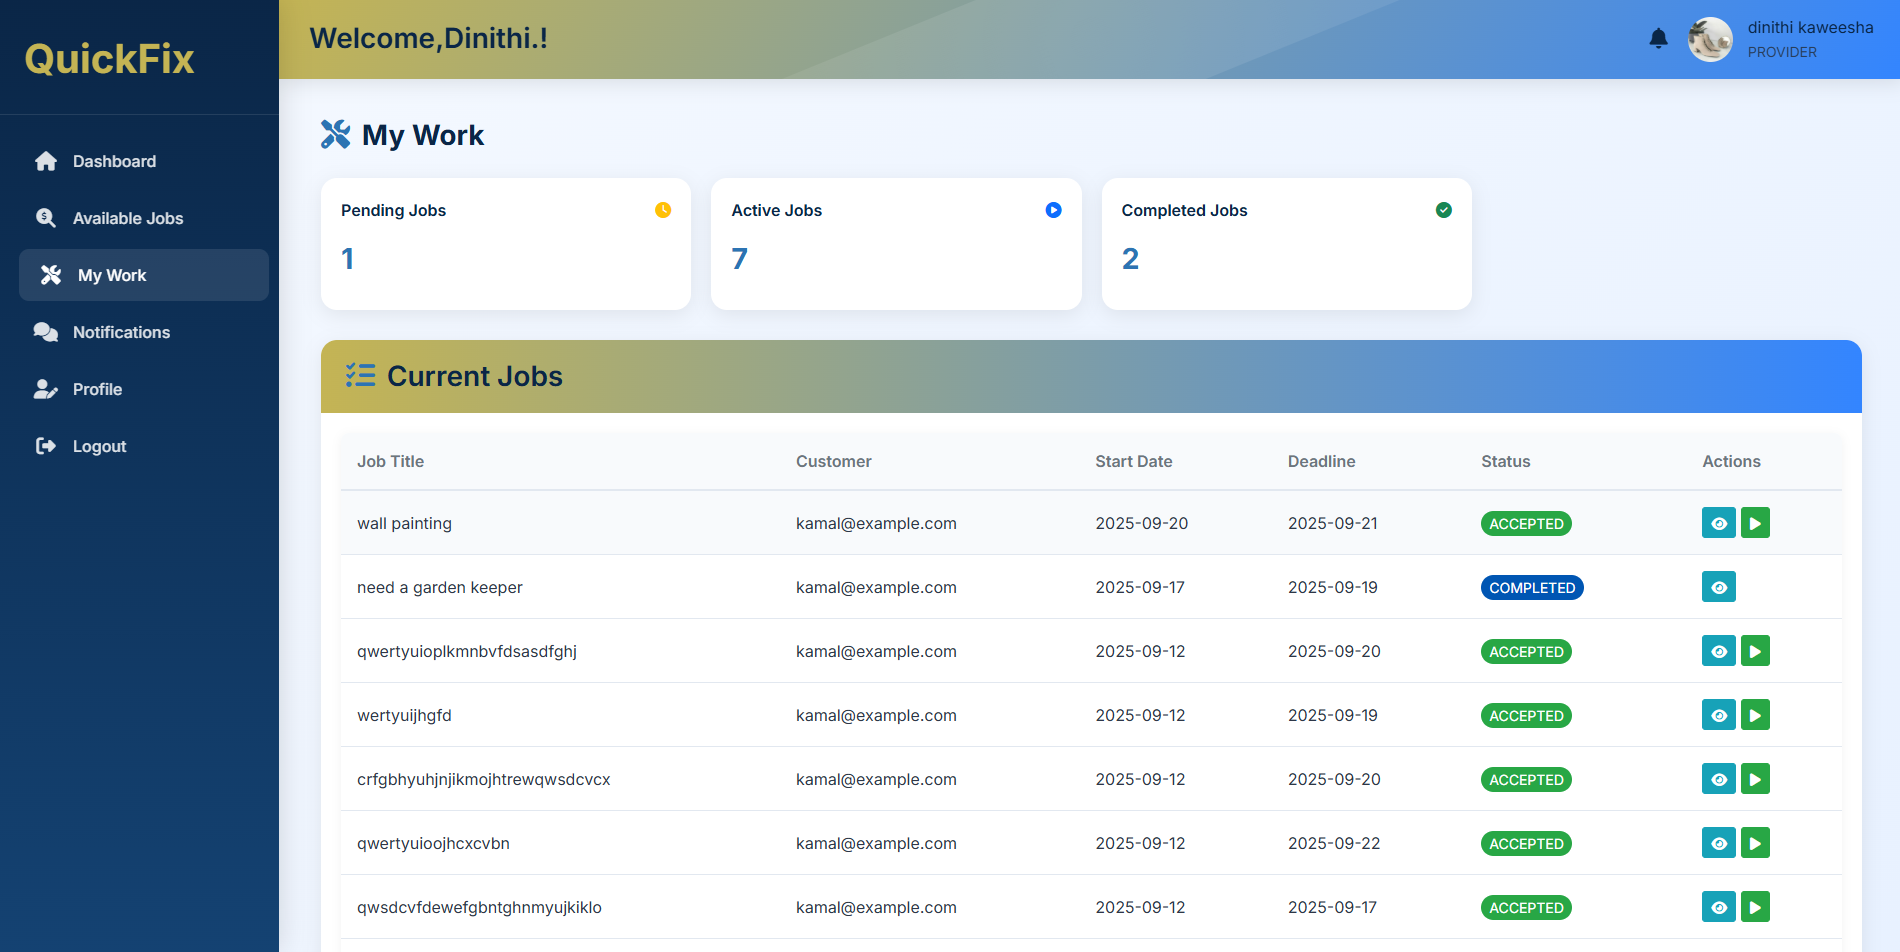 QuickFix
Dashboard
Available Jobs
My Work
Notifications
Profile
Logout
Welcome,Dinithi.!
dinithi kaweesha
PROVIDER
My Work
Pending Jobs
1
Active Jobs
7
Completed Jobs
2
Current Jobs
Job Title Customer Start Date Deadline Status Actions
wall painting kamal@example.com 2025-09-20 2025-09-21 ACCEPTED
need a garden keeper kamal@example.com 2025-09-17 2025-09-19 COMPLETED
qwertyuioplkmnbvfdsasdfghj kamal@example.com 2025-09-12 2025-09-20 ACCEPTED
wertyuijhgfd kamal@example.com 2025-09-12 2025-09-19 ACCEPTED
crfgbhyuhjnjikmojhtrewqwsdcvcx kamal@example.com 2025-09-12 2025-09-20 ACCEPTED
qwertyuioojhcxcvbn kamal@example.com 2025-09-12 2025-09-22 ACCEPTED
qwsdcvfdewefgbntghnmyujkiklo kamal@example.com 2025-09-12 2025-09-17 ACCEPTED